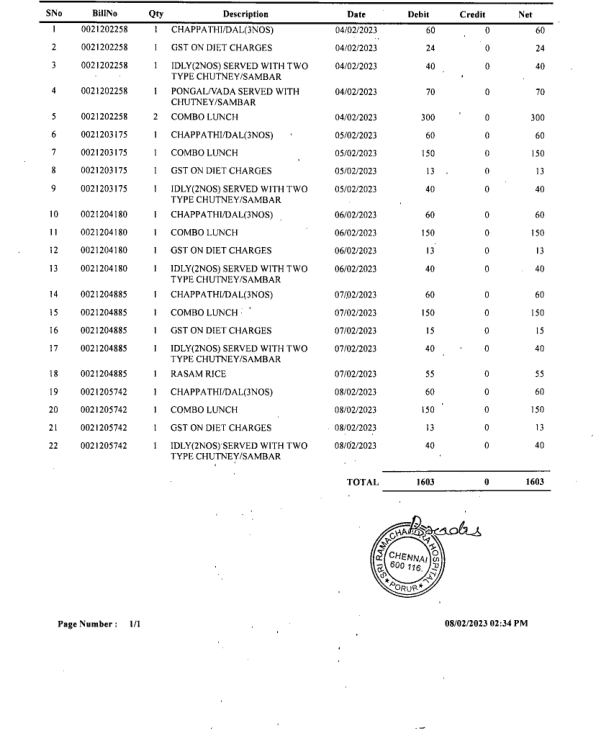 SNo BillNo Qty Description Date Debit Credit Net
1 0021202258 1 CHAPPATHI/DAL(3NOS) 04/02/2023 60 0 60
2 0021202258 1 GST ON DIET CHARGES 04/02/2023 24 0 24
3 0021202258 1 IDLY(2NOS) SERVED WITH TWO 04/02/2023 40 0 40
TYPE CHUTNEY/SAMBAR
4 0021202258 1 PONGAL/VADA SERVED WITH 04/02/2023 70 0 70
CHUTNEY/SAMBAR
5 0021202258 2 COMBO LUNCH 04/02/2023 300 0 300
6 0021203175 1 CHAPPATHI/DAL(3NOS) 05/02/2023 60 0 60
7 0021203175 1 COMBO LUNCH 05/02/2023 150 0 150
8 0021203175 1 GST ON DIET CHARGES 05/02/2023 13 0 13
9 0021203175 1 IDLY(2NOS) SERVED WITH TWO 05/02/2023 40 0 40
TYPE CHUTNEY/SAMBAR
10 0021204180 1 CHAPPATHI/DAL(3NOS) 06/02/2023 60 0 60
11 0021204180 1 COMBO LUNCH 06/02/2023 150 0 150
12 0021204180 1 GST ON DIET CHARGES 06/02/2023 13 0 13
13 0021204180 1 IDLY(2NOS) SERVED WITH TWO 06/02/2023 40 0 40
TYPE CHUTNEY/SAMBAR
14 0021204885 1 CHAPPATHI/DAL(3NOS) 07/02/2023 60 0 60
15 0021204885 1 COMBO LUNCH 07/02/2023 150 0 150
16 0021204885 1 GST ON DIET CHARGES 07/02/2023 15 0 15
17 0021204885 1 IDLY(2NOS) SERVED WITH TWO 07/02/2023 40 0 40
TYPE CHUTNEY/SAMBAR
18 0021204885 1 RASAM RICE 07/02/2023 55 0 55
19 0021205742 1 CHAPPATHI/DAL(3NOS) 08/02/2023 60 0 60
20 0021205742 1 COMBO LUNCH 08/02/2023 150 0 150
21 0021205742 1 GST ON DIET CHARGES 08/02/2023 13 0 13
22 0021205742 1 IDLY(2NOS) SERVED WITH TWO 08/02/2023 40 0 40
TYPE CHUTNEY/SAMBAR
TOTAL 1603 0 1603
SRI RAMACHANDRA HOSPITAL
CHENNAI
600 116.
PORUR
Page Number : 1/1 08/02/2023 02:34 PM